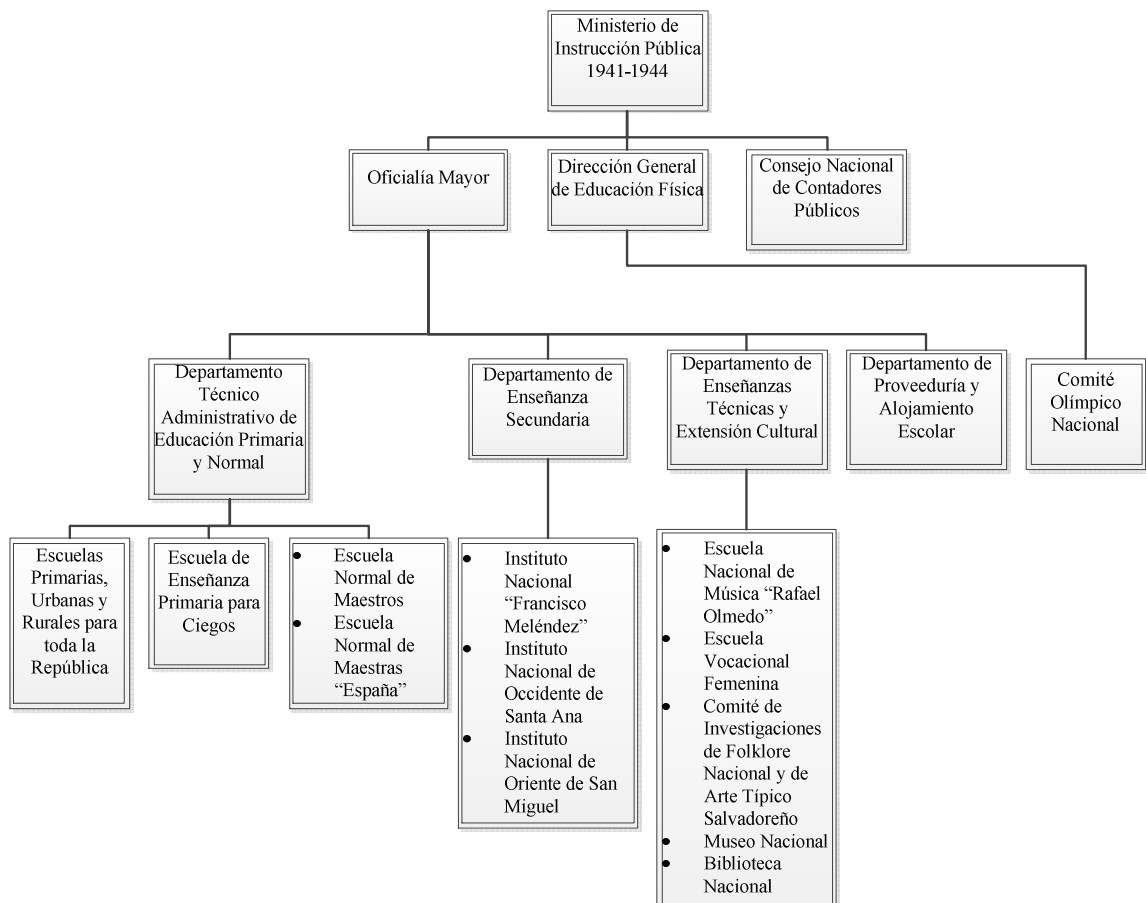 Ministerio de
Instrucción Pública
1941-1944
Oficialía Mayor
Dirección General
de Educación Física
Consejo Nacional
de Contadores
Públicos
Departamento
Técnico
Administrativo de
Educación Primaria
y Normal
Departamento de
Enseñanza
Secundaria
Departamento de
Enseñanzas
Técnicas y
Extensión Cultural
Departamento de
Proveeduría y
Alojamiento
Escolar
Comité
Olímpico
Nacional
Escuelas
Primarias,
Urbanas y
Rurales para
toda la
República
Escuela de
Enseñanza
Primaria para
Ciegos
• Escuela
Normal de
Maestros
• Escuela
Normal de
Maestras
“España”
• Instituto
Nacional
“Francisco
Meléndez”
• Instituto
Nacional de
Occidente de
Santa Ana
• Instituto
Nacional de
Oriente de San
Miguel
• Escuela
Nacional de
Música “Rafael
Olmedo”
• Escuela
Vocacional
Femenina
• Comité de
Investigaciones
de Folklore
Nacional y de
Arte Típico
Salvadoreño
• Museo Nacional
• Biblioteca
Nacional